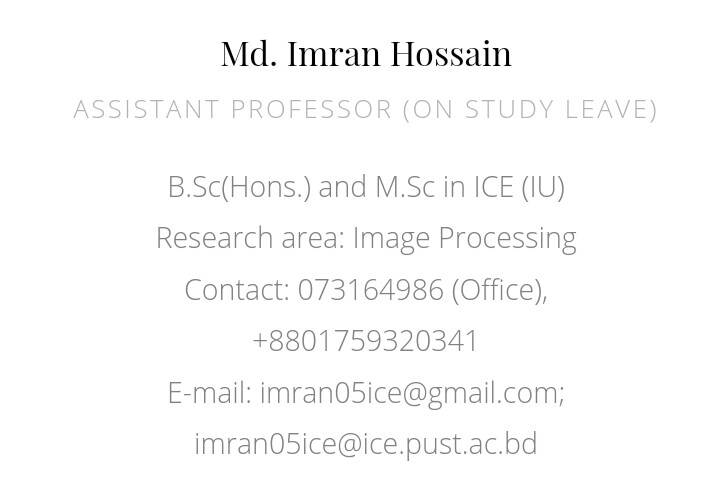 Md. Imran Hossain
ASSISTANT PROFESSOR (ON STUDY LEAVE)
B.Sc(Hons.) and M.Sc in ICE (IU)
Research area: Image Processing
Contact: 073164986 (Office),
+8801759320341
E-mail: imran05ice@gmail.com;
imran05ice@ice.pust.ac.bd